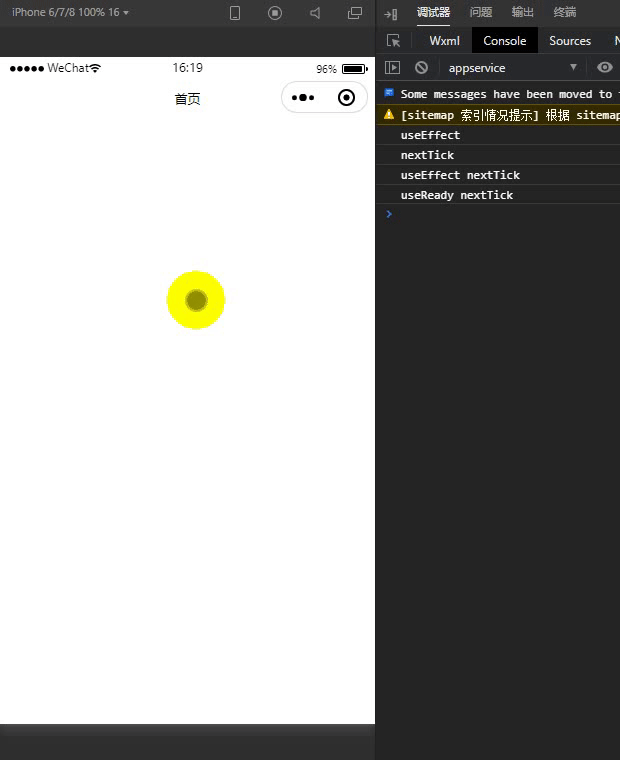 iPhone 6/7/8 100% 16
WeChat
16:19
96%
首页
调试器 问题 输出 终端
Wxml Console Sources
appservice
Some messages have been moved to
[sitemap 索引情况提示] 根据 sitemap
useEffect
nextTick
useEffect nextTick
useReady nextTick